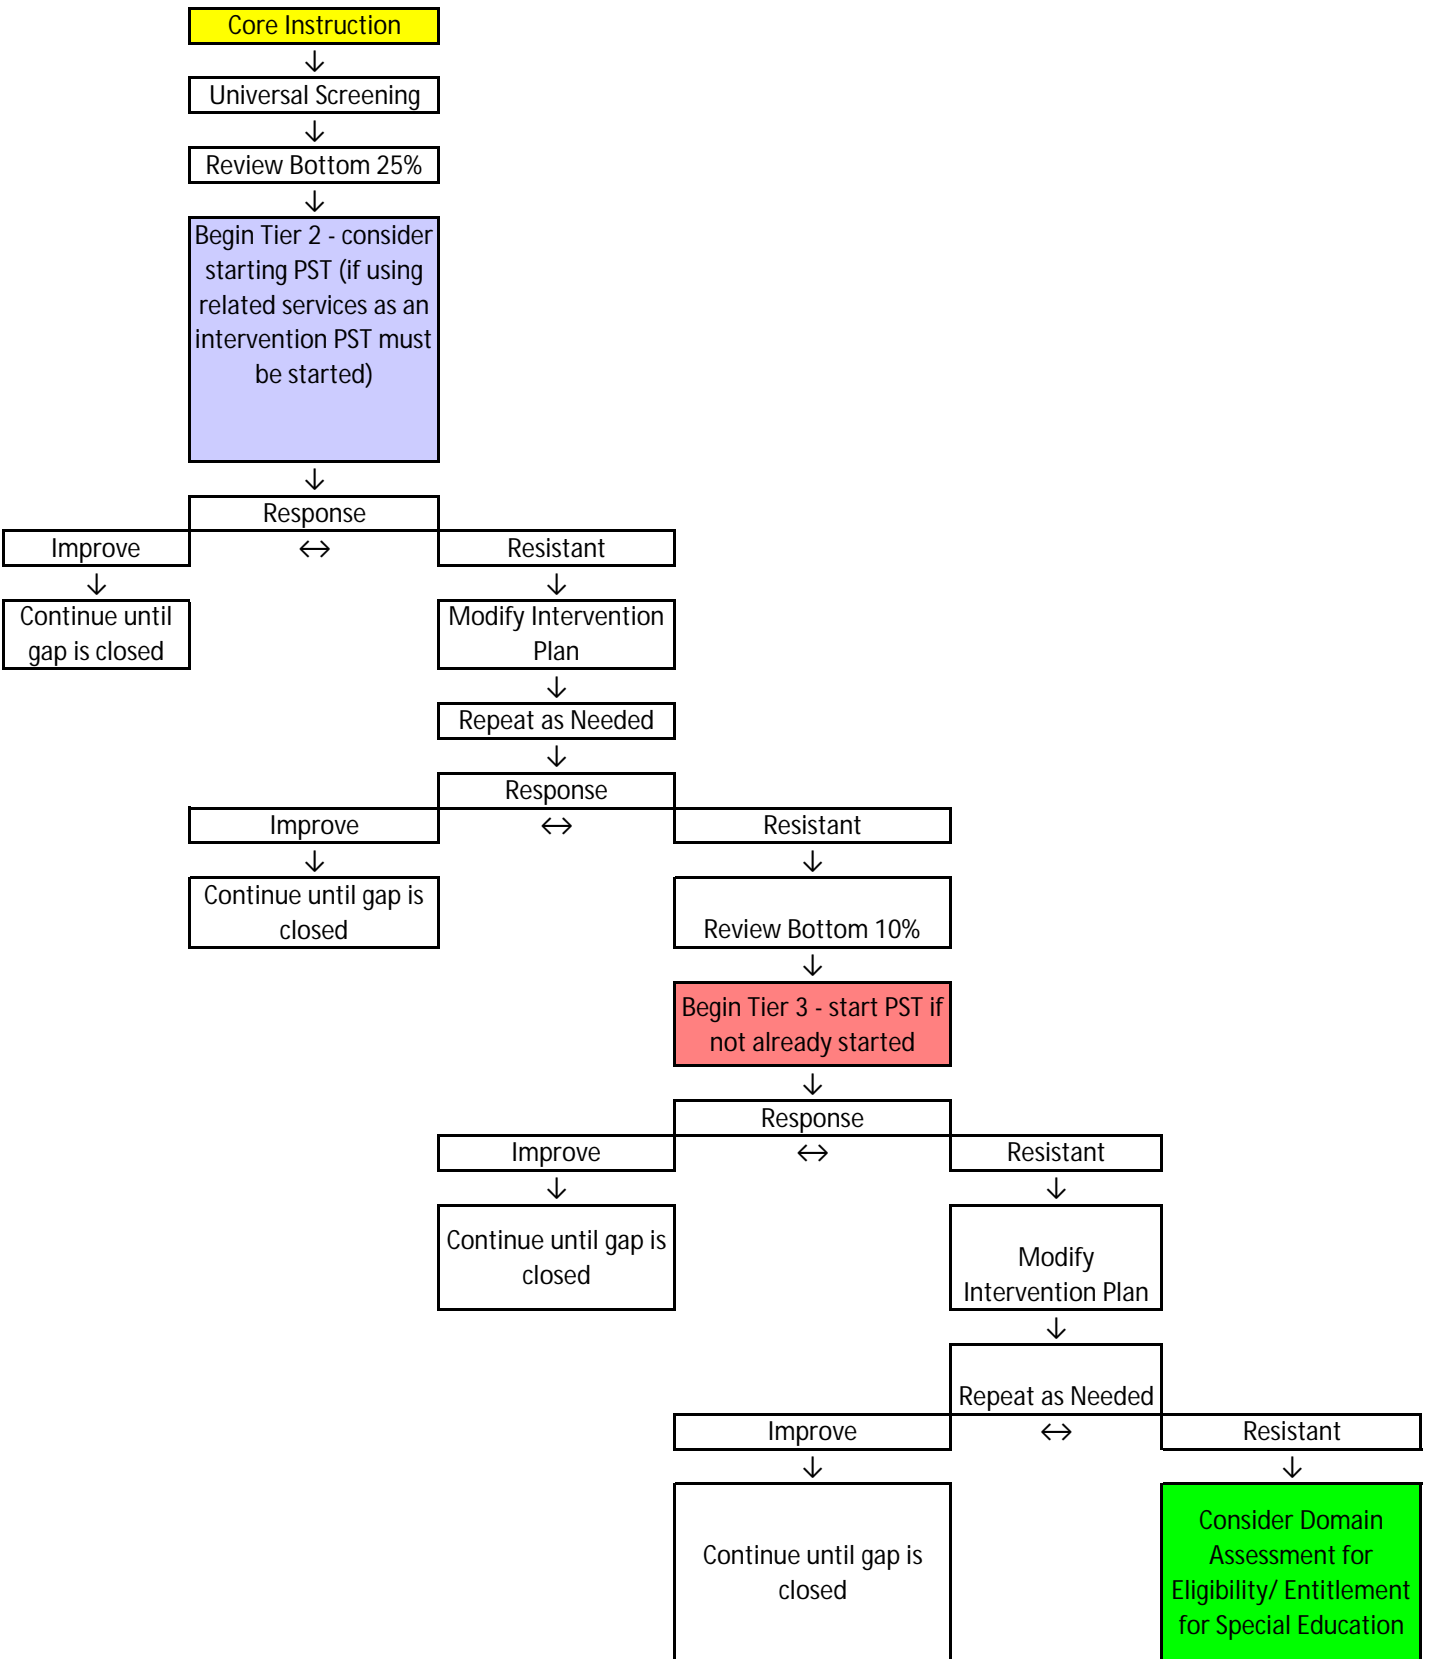 Core Instruction
↓
Universal Screening
↓
Review Bottom 25%
↓
Begin Tier 2 - consider
starting PST (if using
related services as an
intervention PST must
be started)
↓
Response
Improve ↔ Resistant
↓ ↓
Continue until
gap is closed
Modify Intervention
Plan
↓
Repeat as Needed
↓
Response
Improve ↔ Resistant
↓ ↓
Continue until gap is
closed
Review Bottom 10%
↓
Begin Tier 3 - start PST if
not already started
↓
Response
Improve ↔ Resistant
↓ ↓
Continue until gap is
closed
Modify
Intervention Plan
↓
Repeat as Needed
Improve ↔ Resistant
↓ ↓
Continue until gap is
closed
Consider Domain
Assessment for
Eligibility/ Entitlement
for Special Education